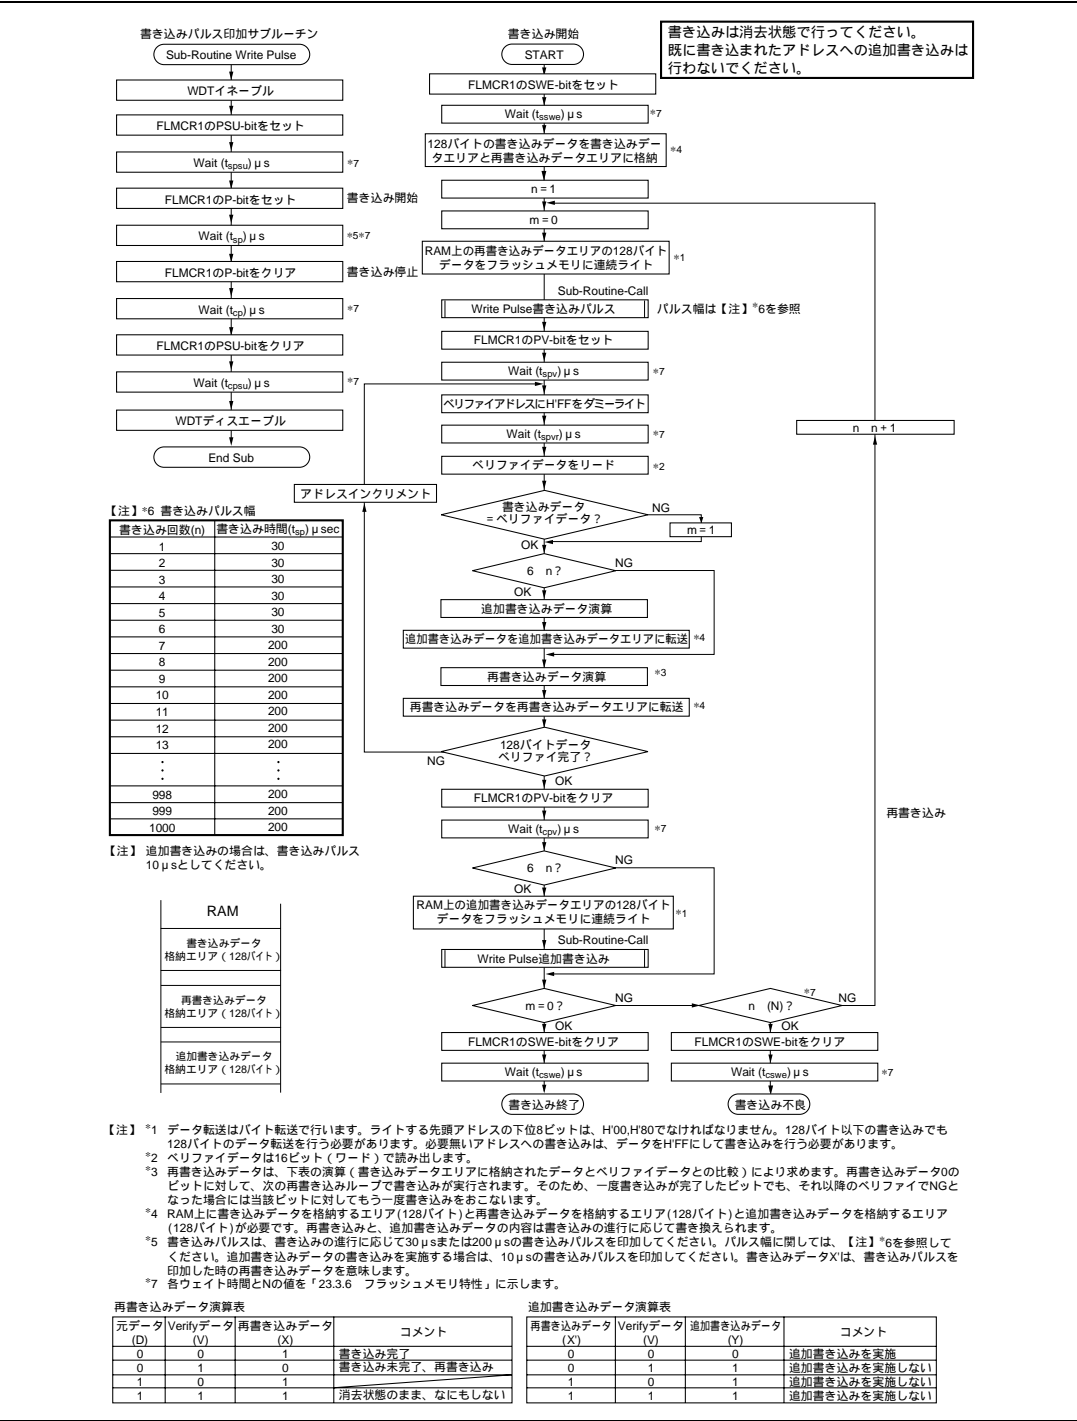 書き込みパルス印加サブルーチン
Sub-Routine Write Pulse
WDTイネーブル
FLMCR1のPSU-bitをセット
Wait (tspsu) μs
*7
FLMCR1のP-bitをセット
書き込み開始
Wait (tsp) μs
*5*7
FLMCR1のP-bitをクリア
書き込み停止
Wait (tcp) μs
*7
FLMCR1のPSU-bitをクリア
Wait (tcpsu) μs
*7
WDTディスエーブル
End Sub
【注】*6 書き込みパルス幅
書き込み回数(n) 書き込み時間(tsp) μsec
1 30
2 30
3 30
4 30
5 30
6 30
7 200
8 200
9 200
10 200
11 200
12 200
13 200
・ ・
・ ・
・ ・
998 200
999 200
1000 200
【注】 追加書き込みの場合は、書き込みパルス
10μsとしてください。
RAM
書き込みデータ
格納エリア（128バイト）
再書き込みデータ
格納エリア（128バイト）
追加書き込みデータ
格納エリア（128バイト）
書き込み開始
START
FLMCR1のSWE-bitをセット
Wait (tsswe) μs
*7
128バイトの書き込みデータを書き込みデー
タエリアと再書き込みデータエリアに格納
*4
n = 1
m = 0
RAM上の再書き込みデータエリアの128バイト
データをフラッシュメモリに連続ライト
*1
Sub-Routine-Call
Write Pulse書き込みパルス
パルス幅は【注】*6を参照
FLMCR1のPV-bitをセット
Wait (tspv) μs
*7
ベリファイアドレスにH'FFをダミーライト
Wait (tspvr) μs
*7
ベリファイデータをリード
*2
アドレスインクリメント
書き込みデータ
= ベリファイデータ？
NG
m = 1
OK
6 n？
NG
OK
追加書き込みデータ演算
追加書き込みデータを追加書き込みデータエリアに転送
*4
再書き込みデータ演算
*3
再書き込みデータを再書き込みデータエリアに転送
*4
128バイトデータ
ベリファイ完了？
NG
OK
FLMCR1のPV-bitをクリア
Wait (tcpv) μs
*7
6 n？
NG
OK
RAM上の追加書き込みデータエリアの128バイト
データをフラッシュメモリに連続ライト
*1
Sub-Routine-Call
Write Pulse追加書き込み
m = 0？
NG
OK
FLMCR1のSWE-bitをクリア
Wait (tcswe) μs
書き込み終了
*7
n (N)？
NG
OK
FLMCR1のSWE-bitをクリア
Wait (tcswe) μs
*7
書き込み不良
n n + 1
再書き込み
書き込みは消去状態で行ってください。
既に書き込まれたアドレスへの追加書き込みは
行わないでください。
【注】 *1 データ転送はバイト転送で行います。ライトする先頭アドレスの下位8ビットは、H'00,H'80でなければなりません。128バイト以下の書き込みでも
128バイトのデータ転送を行う必要があります。必要無いアドレスへの書き込みは、データをH'FFにして書き込みを行う必要があります。
*2 ベリファイデータは16ビット（ワード）で読み出します。
*3 再書き込みデータは、下表の演算（書き込みデータエリアに格納されたデータとベリファイデータとの比較）により求めます。再書き込みデータ0の
ビットに対して、次の再書き込みループで書き込みが実行されます。そのため、一度書き込みが完了したビットでも、それ以降のベリファイでNGと
なった場合には当該ビットに対してもう一度書き込みをおこないます。
*4 RAM上に書き込みデータを格納するエリア(128バイト)と再書き込みデータを格納するエリア(128バイト)と追加書き込みデータを格納するエリア
(128バイト)が必要です。再書き込みと、追加書き込みデータの内容は書き込みの進行に応じて書き換えられます。
*5 書き込みパルスは、書き込みの進行に応じて30μsまたは200μsの書き込みパルスを印加してください。パルス幅に関しては、【注】*6を参照して
ください。追加書き込みデータの書き込みを実施する場合は、10μsの書き込みパルスを印加してください。書き込みデータX'は、書き込みパルスを
印加した時の再書き込みデータを意味します。
*7 各ウェイト時間とNの値を「23.3.6 フラッシュメモリ特性」に示します。
再書き込みデータ演算表
元データ Verifyデータ 再書き込みデータ コメント
(D) (V) (X)
0 0 1 書き込み完了
0 1 0 書き込み未完了、再書き込み
1 0 1
1 1 1 消去状態のまま、なにもしない
追加書き込みデータ演算表
再書き込みデータ Verifyデータ 追加書き込みデータ コメント
(X') (V) (Y)
0 0 0 追加書き込みを実施
0 1 1 追加書き込みを実施しない
1 0 1 追加書き込みを実施しない
1 1 1 追加書き込みを実施しない